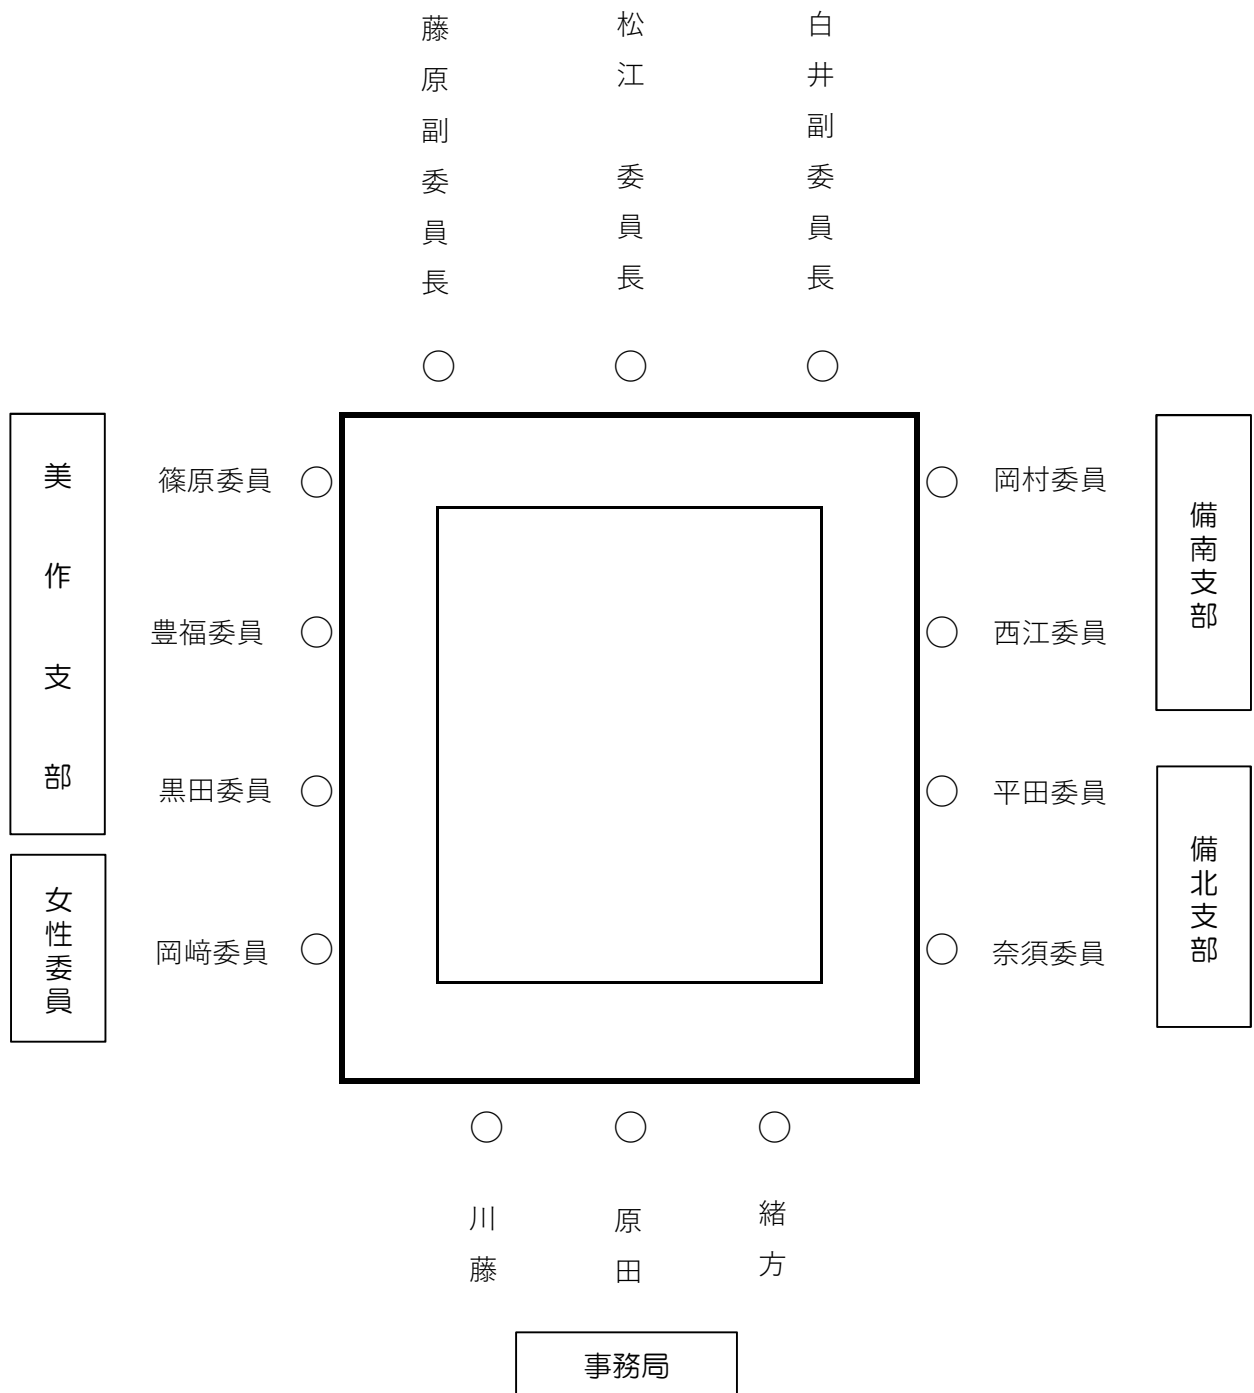 藤原副委員長
松江　委員長
白井副委員長
美作支部
篠原委員
豊福委員
黒田委員
女性委員
岡﨑委員
岡村委員
西江委員
備南支部
平田委員
奈須委員
備北支部
川藤
原田
緒方
事務局